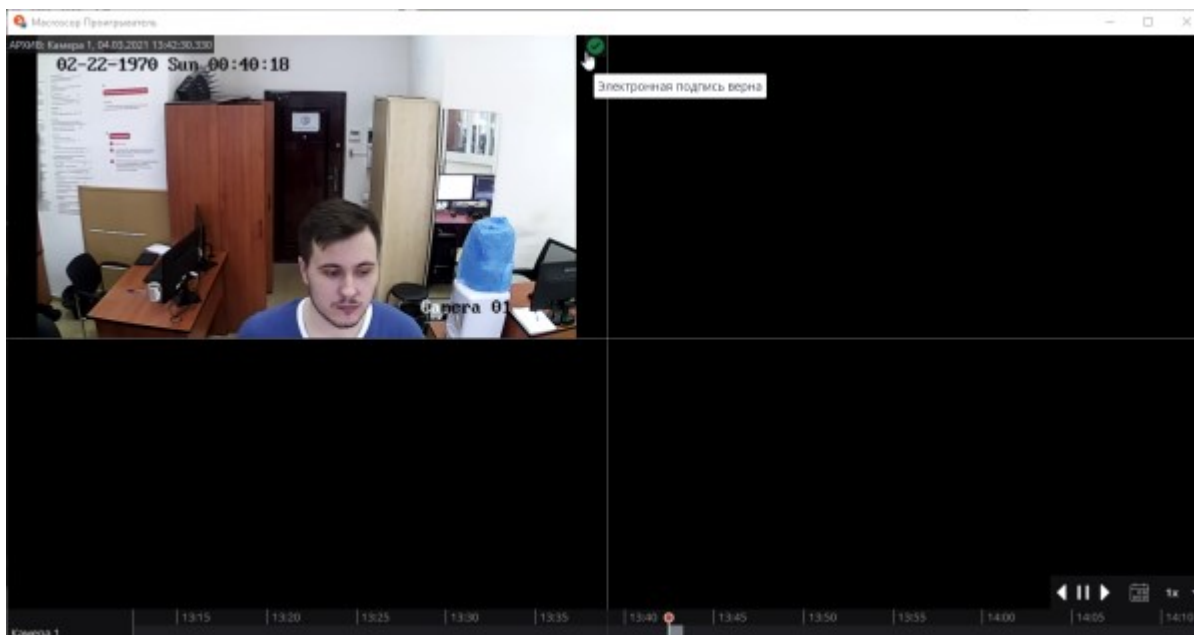 Macroscop Проигрыватель
АРХИВ: Камера 1, 04.03.2021 13:42:30.330
02-22-1970 Sun 00:40:18
Электронная подпись верна
Camera 01
1x
13:15 13:20 13:25 13:30 13:35 13:40 13:45 13:50 13:55 14:00 14:05 14:10
Камера 1